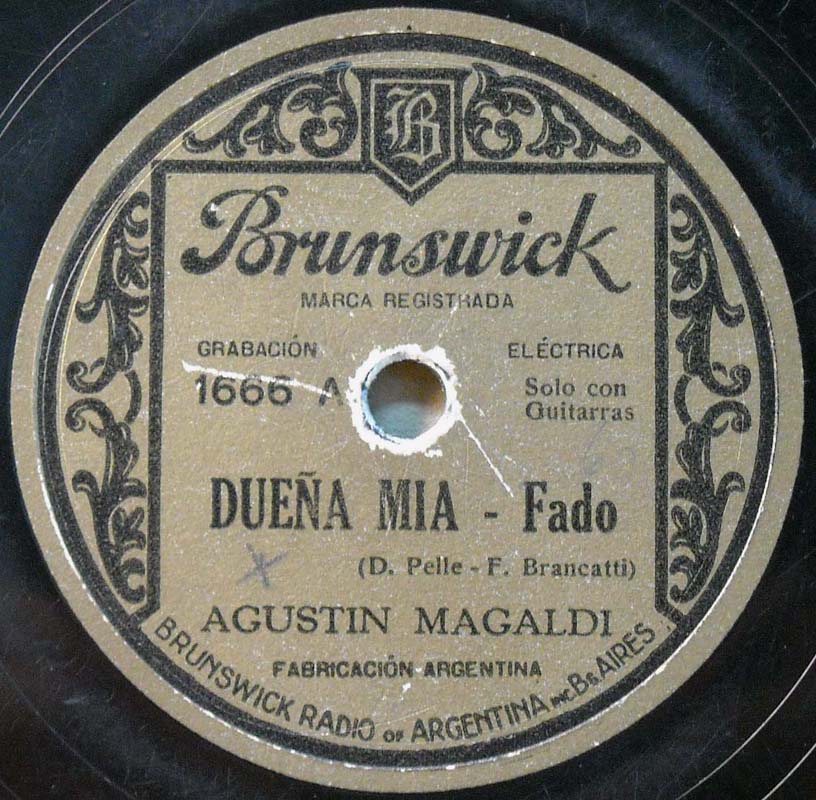 B
Brunswick
MARCA REGISTRADA
GRABACIÓN ELÉCTRICA
1666 A Solo con
Guitarras
DUEÑA MIA - Fado
(D. Pelle - F. Brancatti)
AGUSTIN MAGALDI
FABRICACIÓN ARGENTINA
BRUNSWICK RADIO OF ARGENTINA INC. Bs AIRES